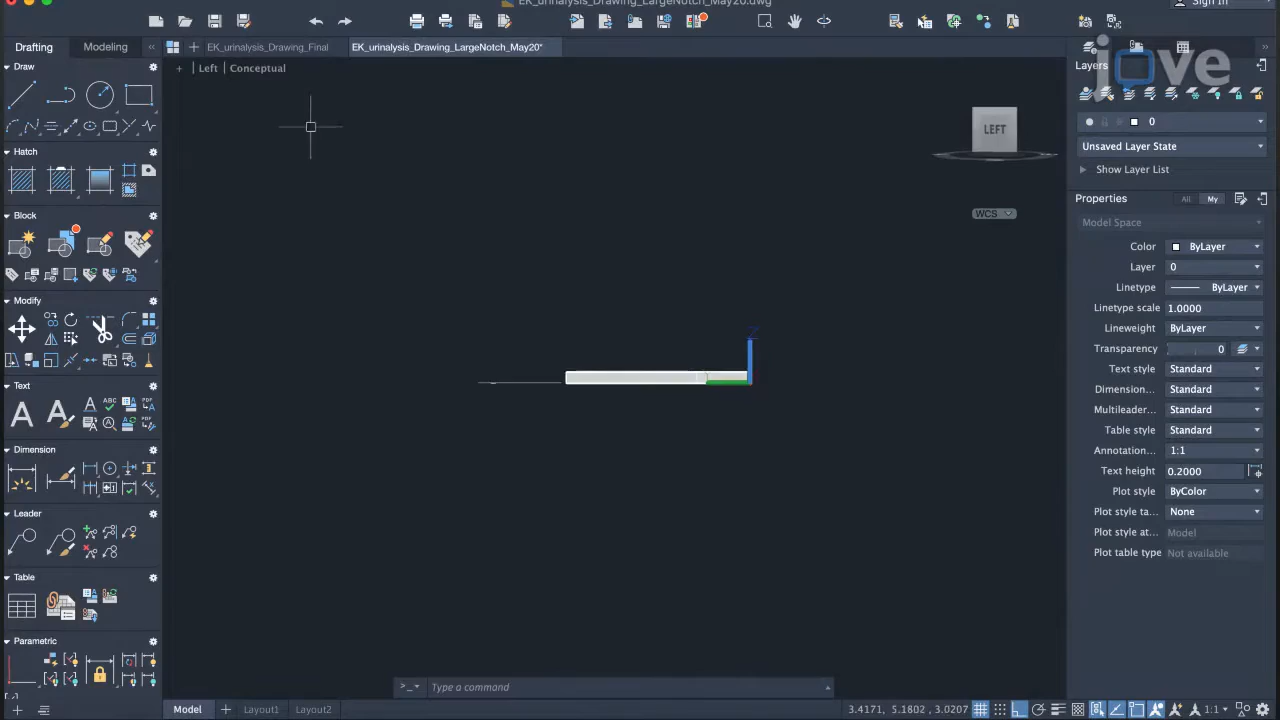 EK_urinalysis_Drawing_LargeNotch_May20.dwg
Sign In
Drafting
Modeling
EK_urinalysis_Drawing_Final
EK_urinalysis_Drawing_LargeNotch_May20*
jove
Draw
Left
Conceptual
Layers
LEFT
0
Hatch
Unsaved Layer State
Show Layer List
Properties
All
My
Block
WCS
Model Space
Color
ByLayer
Layer
0
Linetype
ByLayer
Modify
Linetype scale
1.0000
Lineweight
ByLayer
Z
Transparency
0
Text style
Standard
Text
Dimension...
Standard
Multileader...
Standard
Table style
Standard
Dimension
Annotation...
1:1
Text height
0.2000
Plot style
ByColor
Leader
Plot style ta...
None
Plot style at...
Model
Plot table type
Not available
Table
Parametric
Type a command
Model
Layout1
Layout2
3.4171, 5.1802, 3.0207
1:1